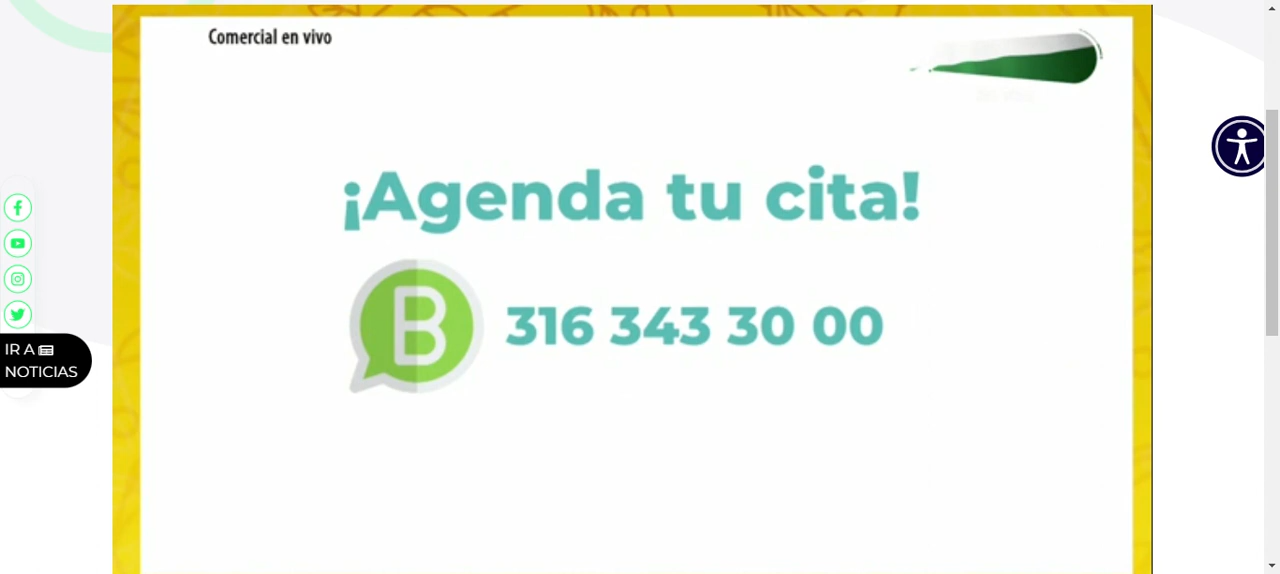 Comercial en vivo
¡Agenda tu cita!
B
316 343 30 00
IR A
NOTICIAS